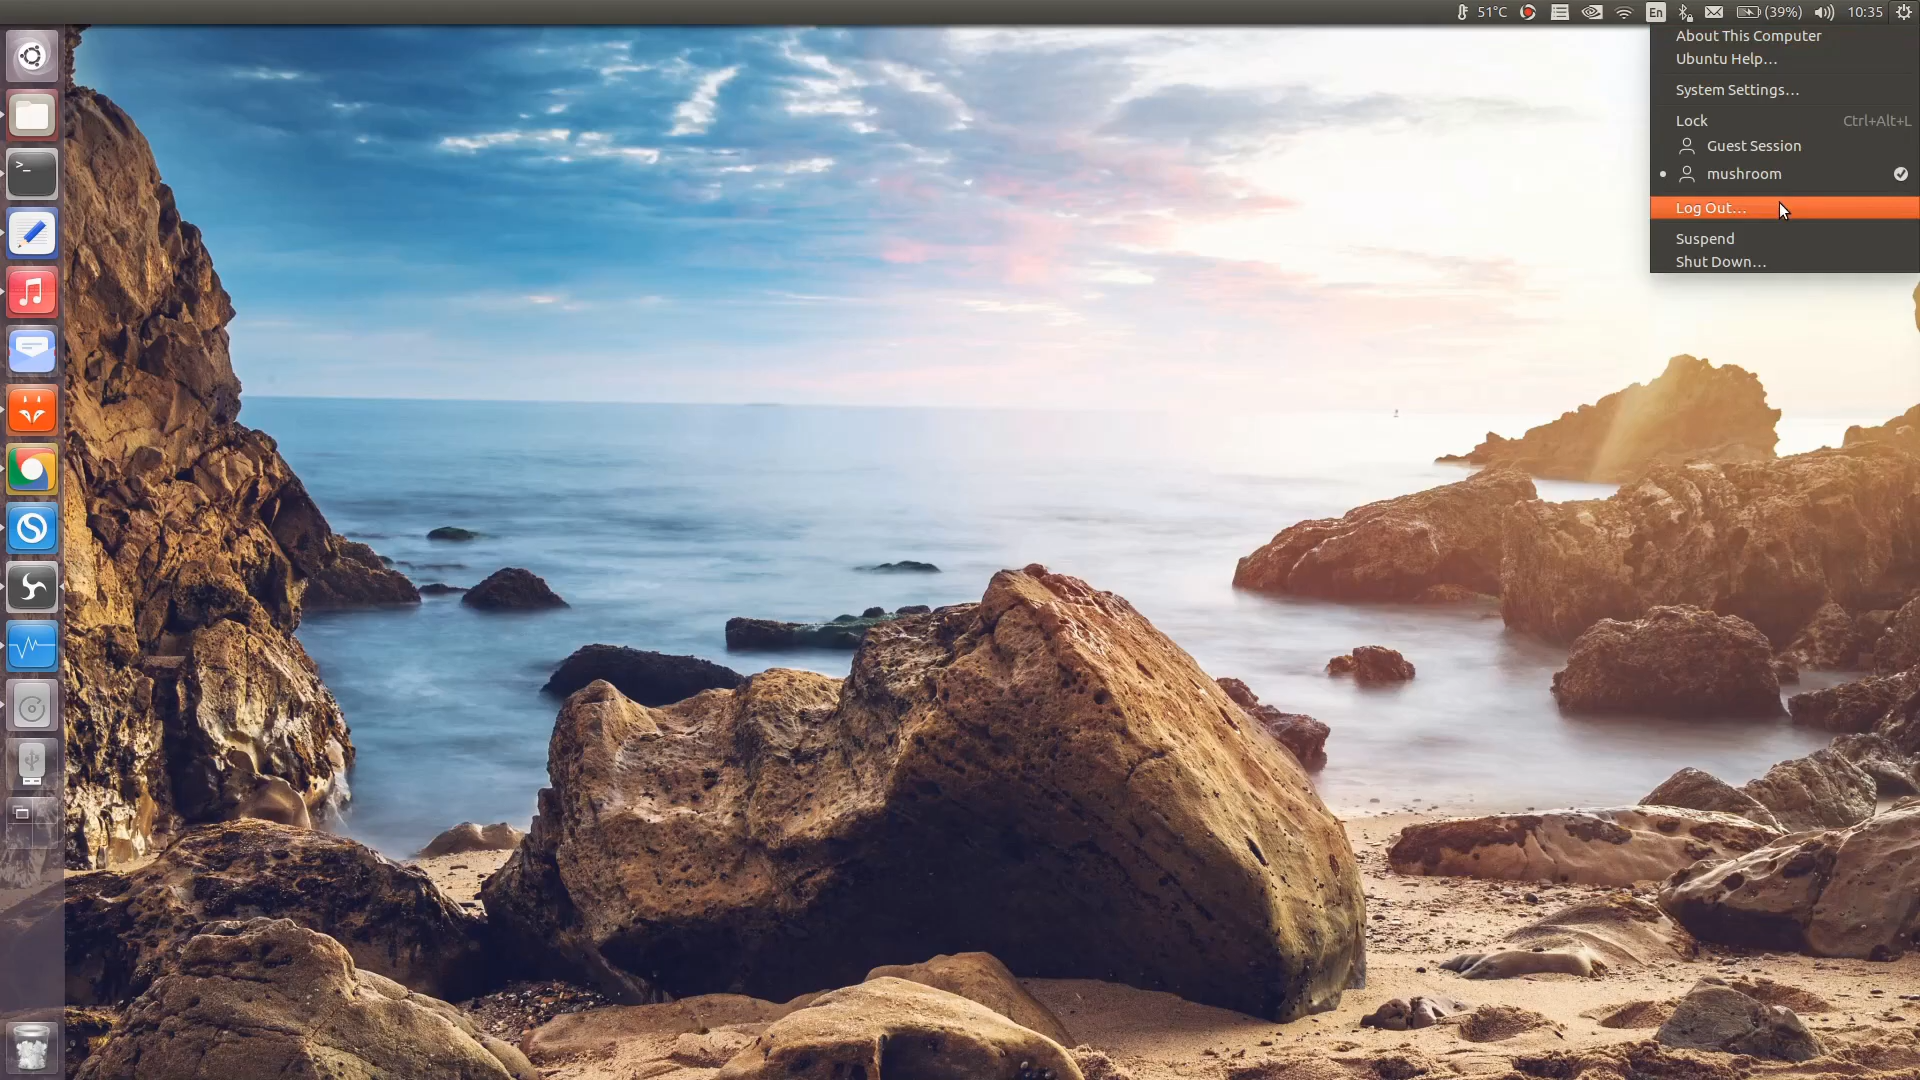 51°C En (39%) 10:35
About This Computer
Ubuntu Help...
System Settings...
Lock Ctrl+Alt+L
Guest Session
mushroom
Log Out...
Suspend
Shut Down...
>_